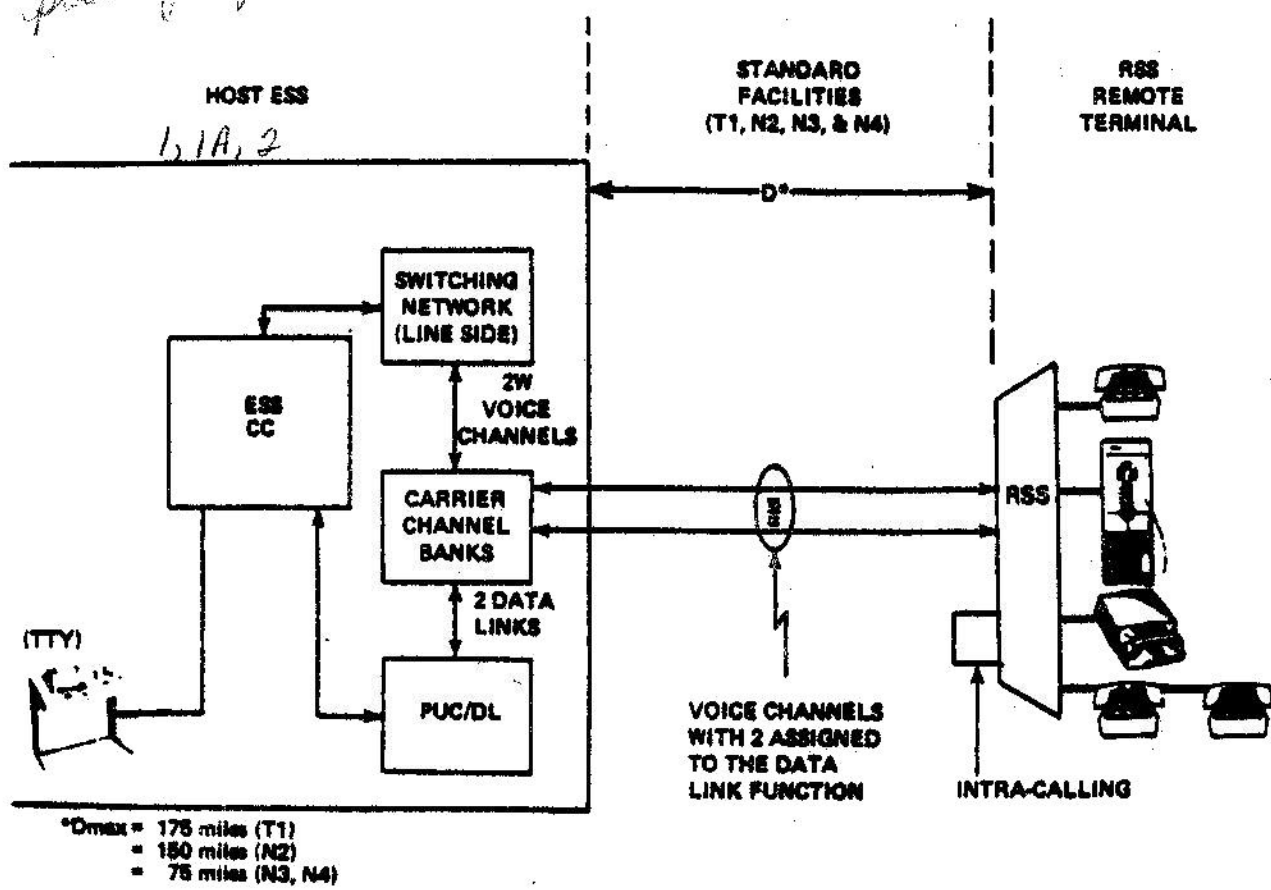 HOST ESS
1, 1A, 2
STANDARD
FACILITIES
(T1, N2, N3, & N4)
RSS
REMOTE
TERMINAL
D*
SWITCHING
NETWORK
(LINE SIDE)
ESS
CC
2W
VOICE
CHANNELS
CARRIER
CHANNEL
BANKS
RSS
2 DATA
LINKS
(TTY)
PUC/DL
VOICE CHANNELS
WITH 2 ASSIGNED
TO THE DATA
LINK FUNCTION
INTRA-CALLING
*Dmax = 175 miles (T1)
= 150 miles (N2)
= 75 miles (N3, N4)